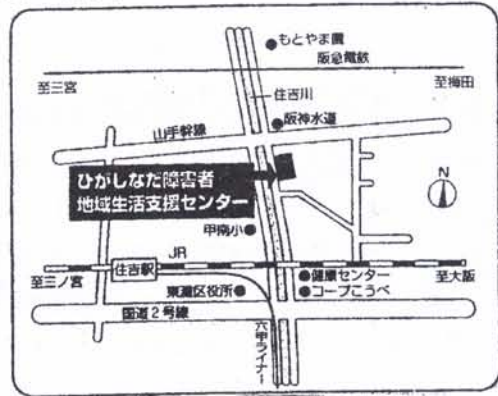 もとやま園
阪急電鉄
至三宮
至梅田
住吉川
阪神水道
山手幹線
N
ひがしなだ障害者
地域生活支援センター
甲南小
JR
至三ノ宮
住吉駅
至大阪
健康センター
東灘区役所
コープこうべ
国道2号線
六甲ライナー